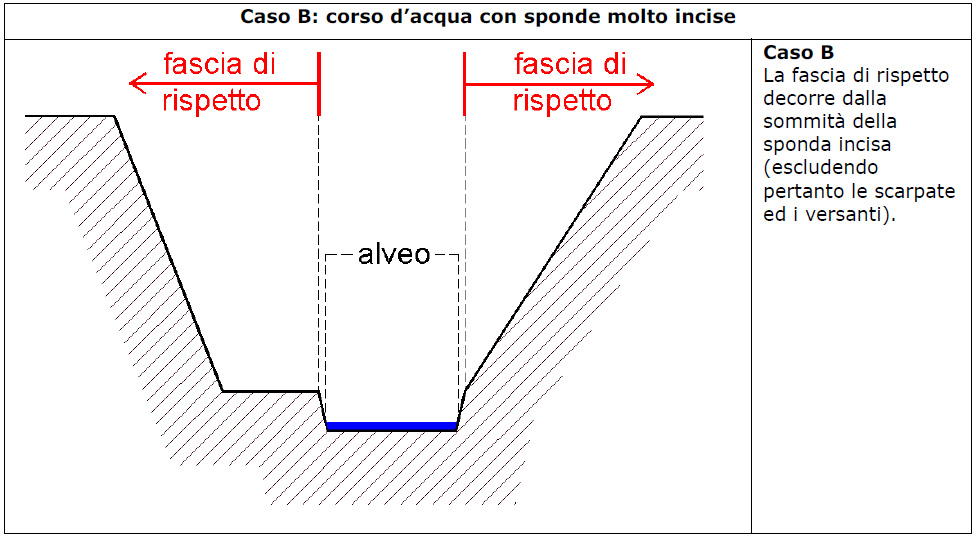 Caso B: corso d’acqua con sponde molto incise
fascia di
rispetto
fascia di
rispetto
alveo
Caso B
La fascia di rispetto
decorre dalla
sommità della
sponda incisa
(escludendo
pertanto le scarpate
ed i versanti).